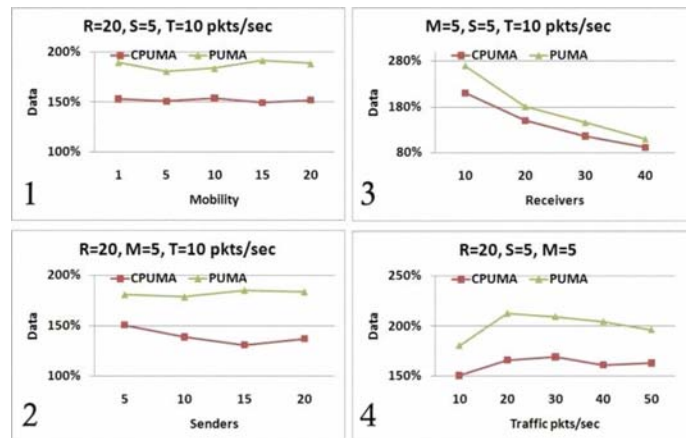 R=20, S=5, T=10 pkts/sec
CPUMA PUMA
200%
150%
100%
Data
1 5 10 15 20
Mobility
1
M=5, S=5, T=10 pkts/sec
CPUMA PUMA
280%
180%
80%
Data
10 20 30 40
Receivers
3
R=20, M=5, T=10 pkts/sec
CPUMA PUMA
200%
150%
100%
Data
5 10 15 20
Senders
2
R=20, S=5, M=5
CPUMA PUMA
250%
200%
150%
Data
10 20 30 40 50
Traffic pkts/sec
4